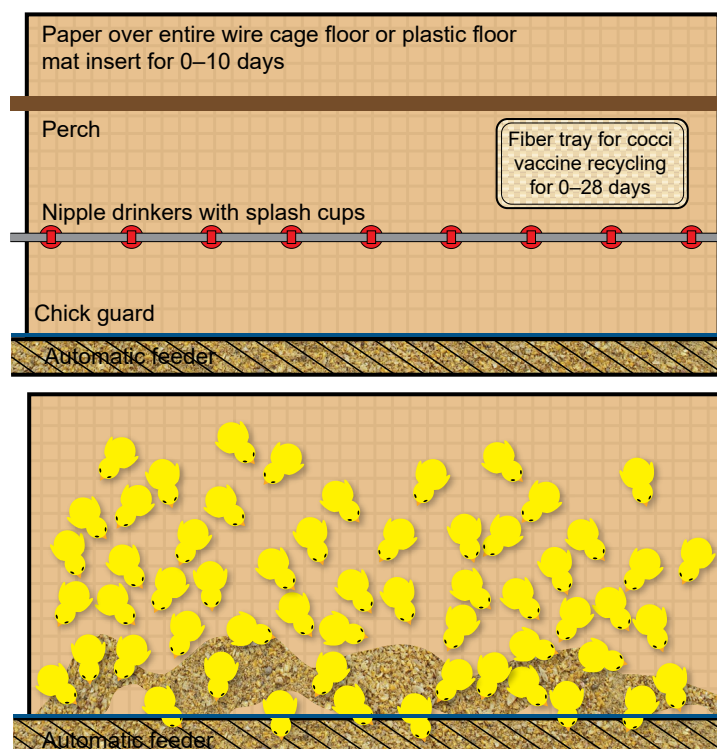 Paper over entire wire cage floor or plastic floor
mat insert for 0–10 days
Perch
Fiber tray for cocci
vaccine recycling
for 0–28 days
Nipple drinkers with splash cups
Chick guard
Automatic feeder
Automatic feeder